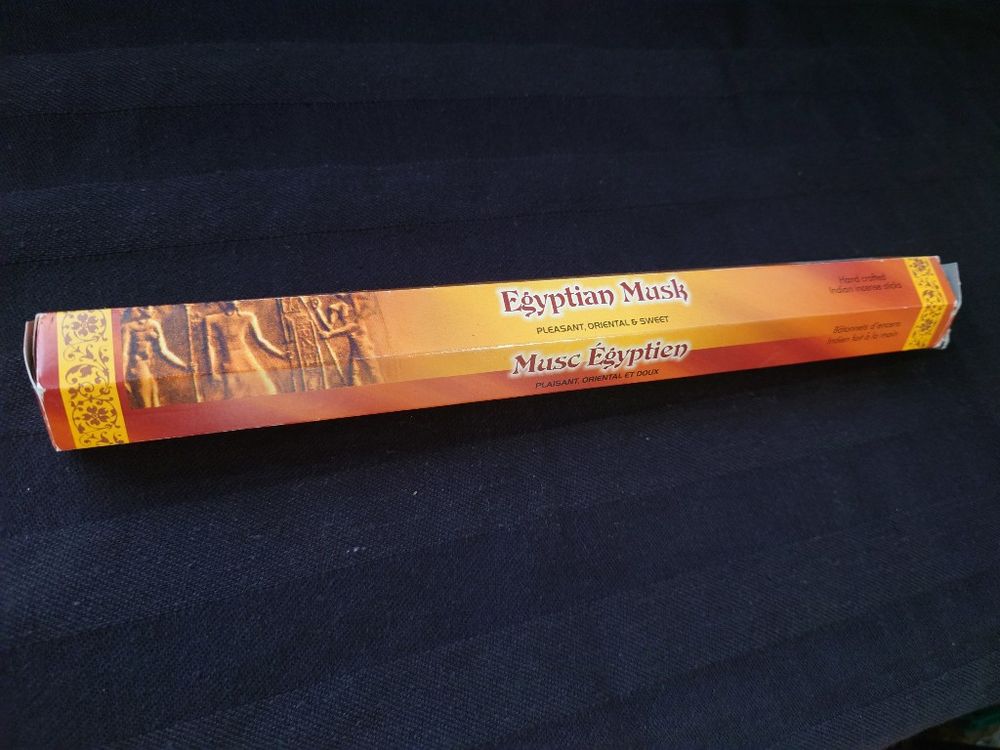 Egyptian Musk
PLEASANT, ORIENTAL & SWEET
Hand crafted
Indian incense sticks
Musc Égyptien
PLAISANT, ORIENTAL ET DOUX
Bâtonnets d'encens
Indien fait à la main